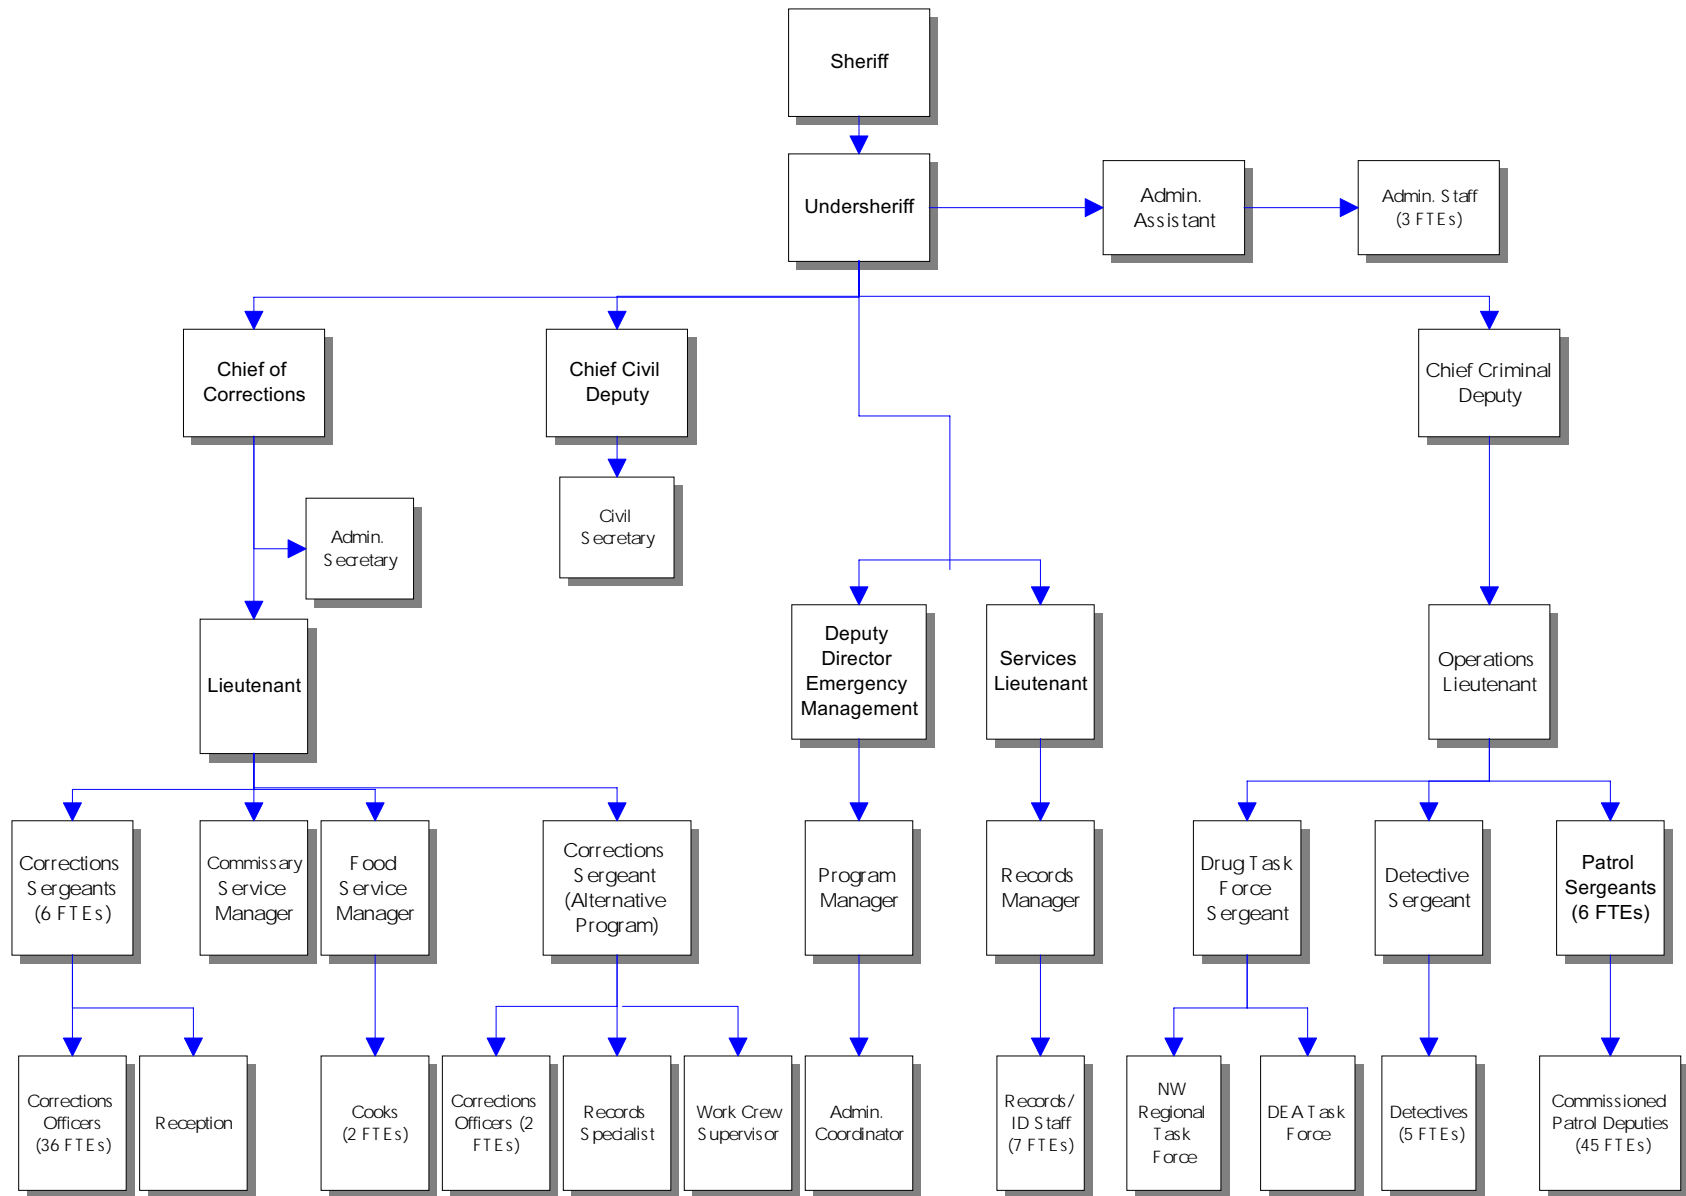 Sheriff
Undersheriff
Admin.
Assistant
Admin. Staff
(3 FTEs)
Chief of
Corrections
Chief Civil
Deputy
Chief Criminal
Deputy
Admin.
Secretary
Civil
Secretary
Lieutenant
Deputy
Director
Emergency
Management
Services
Lieutenant
Operations
Lieutenant
Corrections
Sergeants
(6 FTEs)
Commissary
Service
Manager
Food
Service
Manager
Corrections
Sergeant
(Alternative
Program)
Program
Manager
Records
Manager
Drug Task
Force
Sergeant
Detective
Sergeant
Patrol
Sergeants
(6 FTEs)
Corrections
Officers
(36 FTEs)
Reception
Cooks
(2 FTEs)
Corrections
Officers (2
FTEs)
Records
Specialist
Work Crew
Supervisor
Admin.
Coordinator
Records/
ID Staff
(7 FTEs)
NW
Regional
Task
Force
DEA Task
Force
Detectives
(5 FTEs)
Commissioned
Patrol Deputies
(45 FTEs)